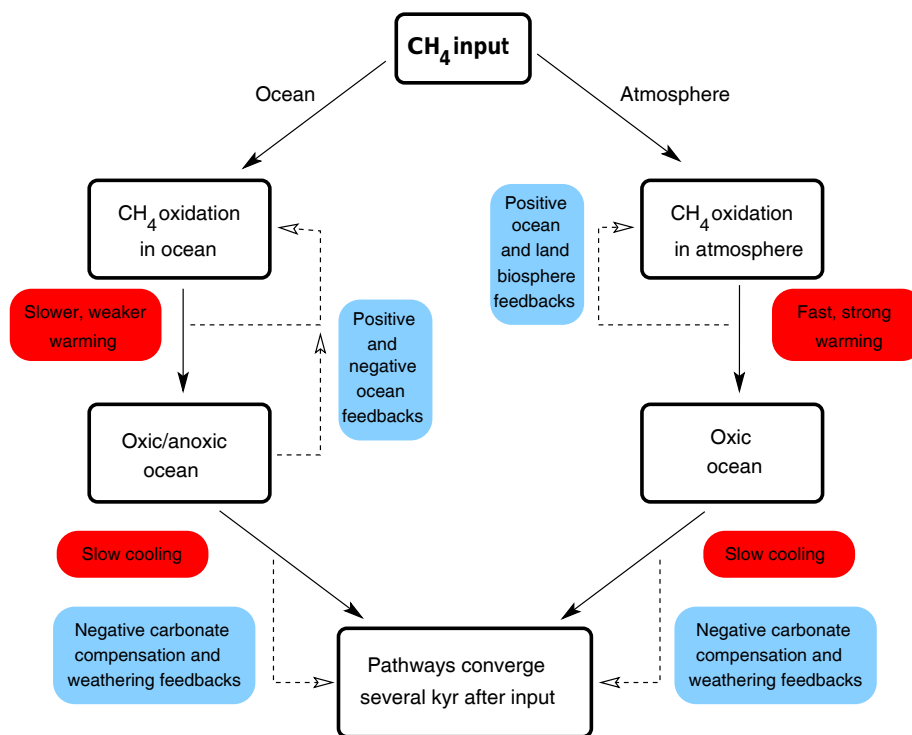 CH4 input
Ocean
Atmosphere
CH4 oxidation
in ocean
Positive
ocean
and land
biosphere
feedbacks
CH4 oxidation
in atmosphere
Slower, weaker
warming
Positive
and
negative
ocean
feedbacks
Fast, strong
warming
Oxic/anoxic
ocean
Oxic
ocean
Slow cooling
Slow cooling
Negative carbonate
compensation and
weathering feedbacks
Pathways converge
several kyr after input
Negative carbonate
compensation and
weathering feedbacks